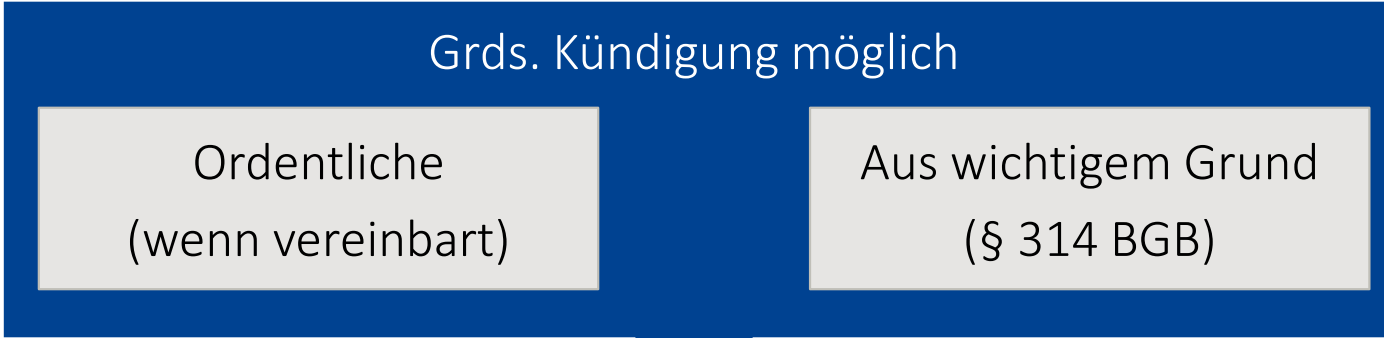 Grds. Kündigung möglich
Ordentliche
(wenn vereinbart)
Aus wichtigem Grund
(§ 314 BGB)